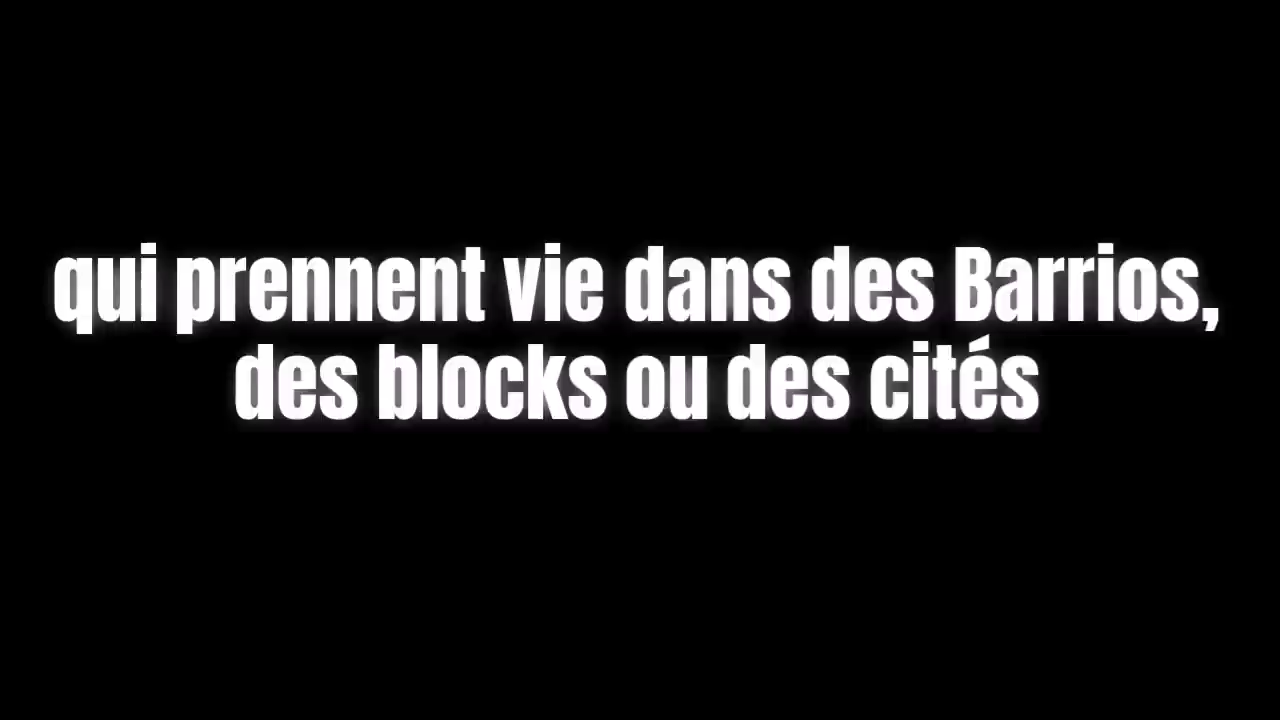 qui prennent vie dans des Barrios,
des blocks ou des cités